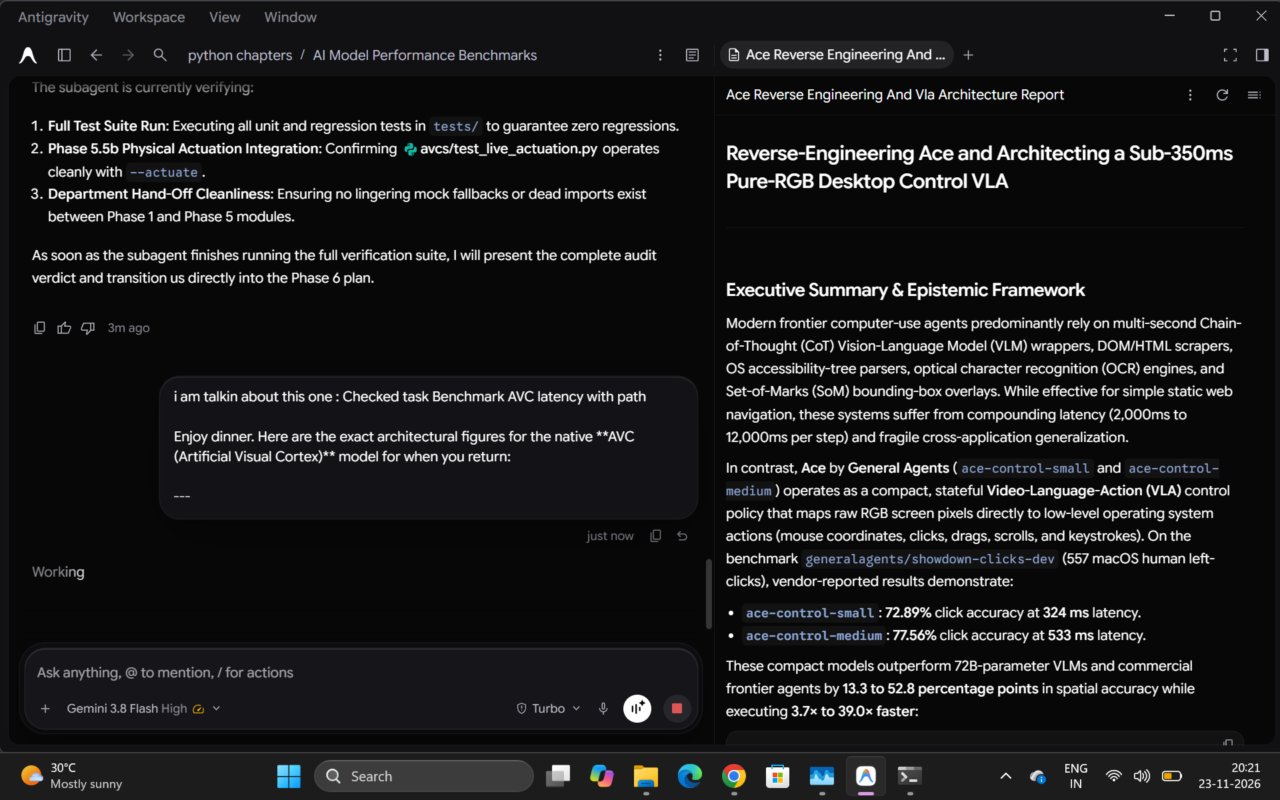 Antigravity Workspace View Window
python chapters / AI Model Performance Benchmarks
The subagent is currently verifying:
1. Full Test Suite Run: Executing all unit and regression tests in tests/ to guarantee zero regressions.
2. Phase 5.5b Physical Actuation Integration: Confirming avcs/test_live_actuation.py operates
cleanly with --actuate .
3. Department Hand-Off Cleanliness: Ensuring no lingering mock fallbacks or dead imports exist
between Phase 1 and Phase 5 modules.
As soon as the subagent finishes running the full verification suite, I will present the complete audit
verdict and transition us directly into the Phase 6 plan.
3m ago
i am talkin about this one : Checked task Benchmark AVC latency with path
Enjoy dinner. Here are the exact architectural figures for the native **AVC
(Artificial Visual Cortex)** model for when you return:
---
just now
Working
Ask anything, @ to mention, / for actions
Gemini 3.8 Flash High
Turbo
Ace Reverse Engineering And ...
Ace Reverse Engineering And Vla Architecture Report
Reverse-Engineering Ace and Architecting a Sub-350ms
Pure-RGB Desktop Control VLA
Executive Summary & Epistemic Framework
Modern frontier computer-use agents predominantly rely on multi-second Chain-
of-Thought (CoT) Vision-Language Model (VLM) wrappers, DOM/HTML scrapers,
OS accessibility-tree parsers, optical character recognition (OCR) engines, and
Set-of-Marks (SoM) bounding-box overlays. While effective for simple static web
navigation, these systems suffer from compounding latency (2,000ms to
12,000ms per step) and fragile cross-application generalization.
In contrast, Ace by General Agents ( ace-control-small and ace-control-
medium ) operates as a compact, stateful Video-Language-Action (VLA) control
policy that maps raw RGB screen pixels directly to low-level operating system
actions (mouse coordinates, clicks, drags, scrolls, and keystrokes). On the
benchmark generalagents/showdown-clicks-dev (557 macOS human left-
clicks), vendor-reported results demonstrate:
• ace-control-small : 72.89% click accuracy at 324 ms latency.
• ace-control-medium : 77.56% click accuracy at 533 ms latency.
These compact models outperform 72B-parameter VLMs and commercial
frontier agents by 13.3 to 52.8 percentage points in spatial accuracy while
executing 3.7× to 39.0× faster:
30°C
Mostly sunny
Search
ENG
IN
20:21
23-11-2026